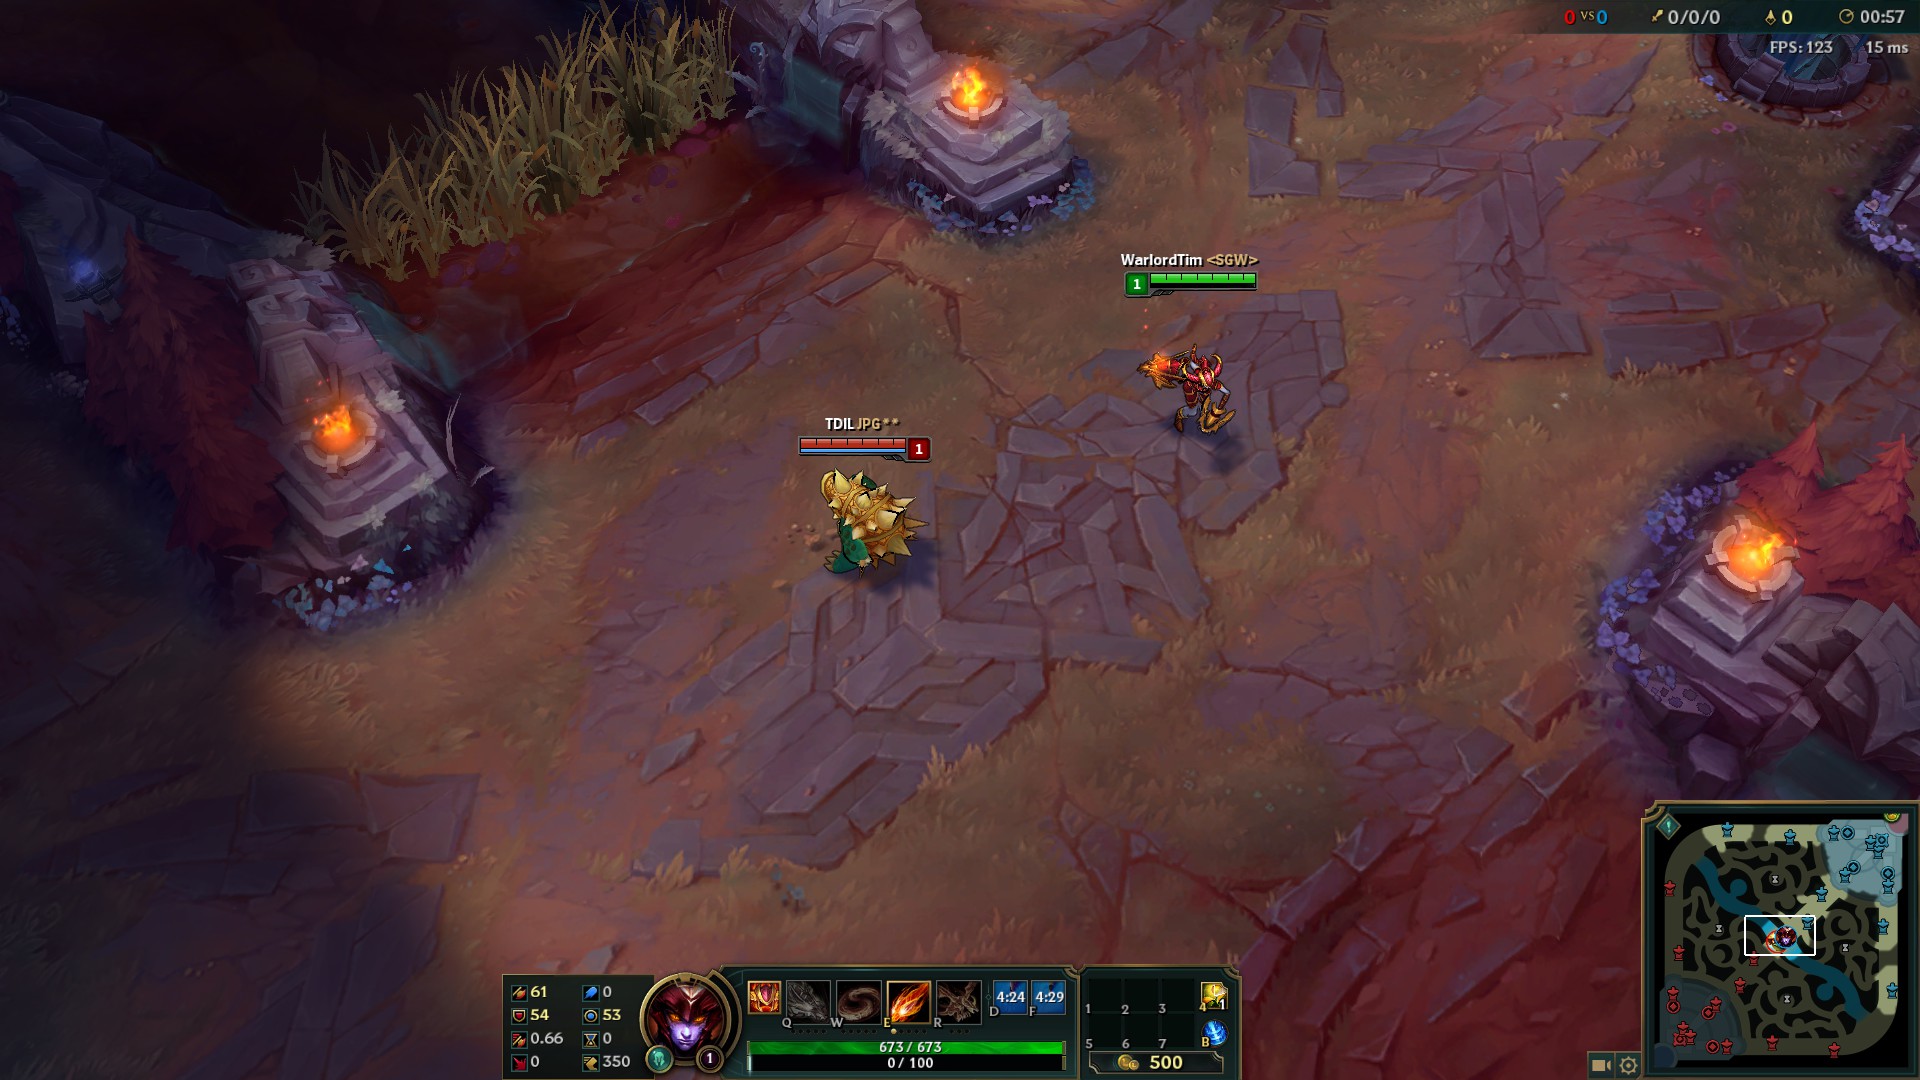 0 VS 0 0/0/0 0 00:57
FPS: 123 15 ms
WarlordTim <SGW>
1
TDIL JPG**
1
61 0
54 53
0.66 0
0 350
1
Q W E R
4:24 4:29
D F
673 / 673
0 / 100
1 2 3 4 1
5 6 7 B
500